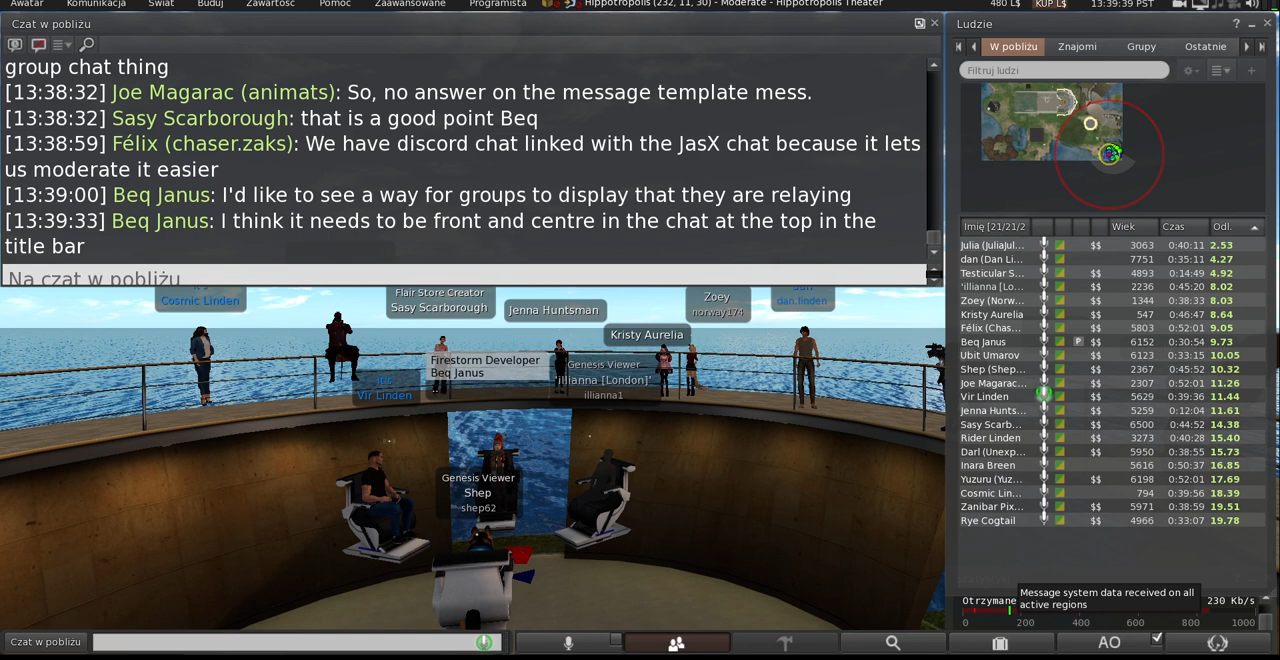 Awatar Komunikacja Świat Buduj Zawartość Pomoc Zaawansowane Programista Hippotropolis (232, 11, 30) - Moderate - Hippotropolis Theater 480 L$ KUP L$ 13:39:39 PST
Czat w pobliżu
group chat thing
[13:38:32] Joe Magarac (animats): So, no answer on the message template mess.
[13:38:32] Sasy Scarborough: that is a good point Beq
[13:38:59] Félix (chaser.zaks): We have discord chat linked with the JasX chat because it lets
us moderate it easier
[13:39:00] Beq Janus: I'd like to see a way for groups to display that they are relaying
[13:39:33] Beq Janus: I think it needs to be front and centre in the chat at the top in the
title bar
Na czat w pobliżu
Cosmic Linden
Flair Store Creator
Sasy Scarborough
Jenna Huntsman
Zoey
norway174
dan.linden
Kristy Aurelia
Firestorm Developer
Beq Janus
Vir Linden
Genesis Viewer
'illianna [London]'
illianna1
Genesis Viewer
Shep
shep62
Czat w pobliżu
Ludzie
? _ ×
W pobliżu Znajomi Grupy Ostatnie
Filtruj ludzi
Imię [21/21/2 Wiek Czas Odl.
Julia (JuliaJul... $$ 3063 0:40:11 2.53
dan (Dan Li... 7751 0:35:11 4.27
Testicular S... $$ 4893 0:14:49 4.92
'illianna [Lo... $$ 2236 0:45:20 8.02
Zoey (Norw... $$ 1344 0:38:33 8.03
Kristy Aurelia 547 0:46:47 8.64
Félix (Chas... $$ 5803 0:52:01 9.05
Beq Janus P $$ 6152 0:30:54 9.73
Ubit Umarov $$ 6123 0:33:15 10.05
Shep (Shep... $$ 2367 0:45:52 10.32
Joe Magarac... $$ 2307 0:52:01 11.26
Vir Linden $$ 5629 0:39:36 11.44
Jenna Hunts... $$ 5259 0:12:04 11.61
Sasy Scarb... $$ 6500 0:44:52 14.38
Rider Linden $$ 3273 0:40:28 15.40
Darl (Unexp... $$ 5950 0:38:55 15.73
Inara Breen 5616 0:50:37 16.85
Yuzuru (Yuz... $$ 6198 0:52:01 17.69
Cosmic Lin... 794 0:39:56 18.39
Zanibar Pix... $$ 5971 0:38:59 19.51
Rye Cogtail $$ 4966 0:33:07 19.78
Otrzymane 230 Kb/s
Message system data received on all
active regions
0 200 400 600 800 1000
AO